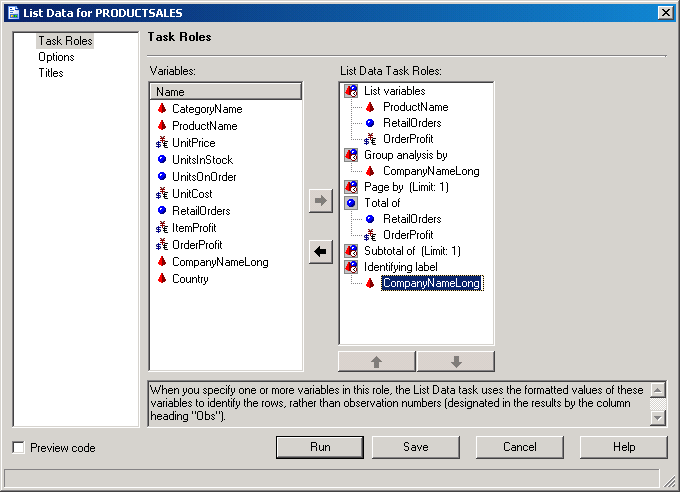 List Data for PRODUCTSALES
Task Roles
Options
Titles
Task Roles
Variables:
Name
CategoryName
ProductName
UnitPrice
UnitsInStock
UnitsOnOrder
UnitCost
RetailOrders
ItemProfit
OrderProfit
CompanyNameLong
Country
List Data Task Roles:
List variables
ProductName
RetailOrders
OrderProfit
Group analysis by
CompanyNameLong
Page by (Limit: 1)
Total of
RetailOrders
OrderProfit
Subtotal of (Limit: 1)
Identifying label
CompanyNameLong
When you specify one or more variables in this role, the List Data task uses the formatted values of these
variables to identify the rows, rather than observation numbers (designated in the results by the column
heading "Obs").
Preview code
Run
Save
Cancel
Help